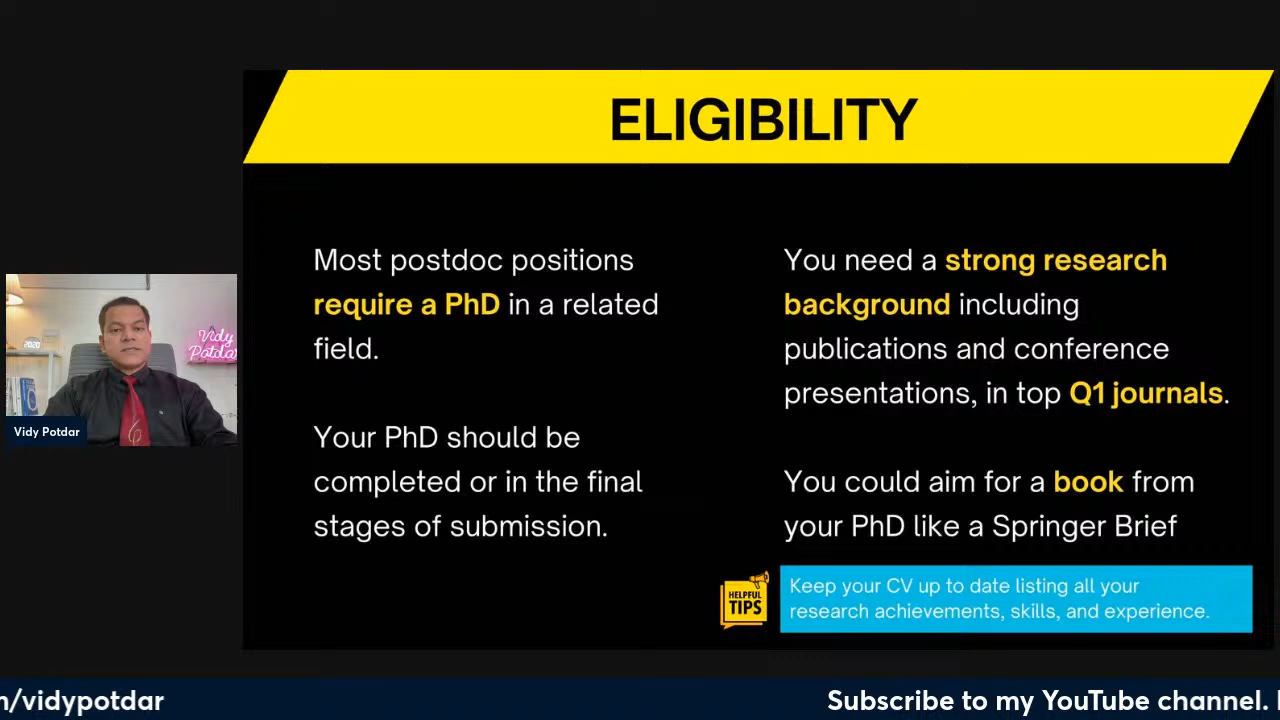 ELIGIBILITY
Most postdoc positions
require a PhD in a related
field.
Your PhD should be
completed or in the final
stages of submission.
You need a strong research
background including
publications and conference
presentations, in top Q1 journals.
You could aim for a book from
your PhD like a Springer Brief
HELPFUL
TIPS
Keep your CV up to date listing all your
research achievements, skills, and experience.
2020
Vidy
Potdar
Vidy Potdar
n/vidypotdar
Subscribe to my YouTube channel.